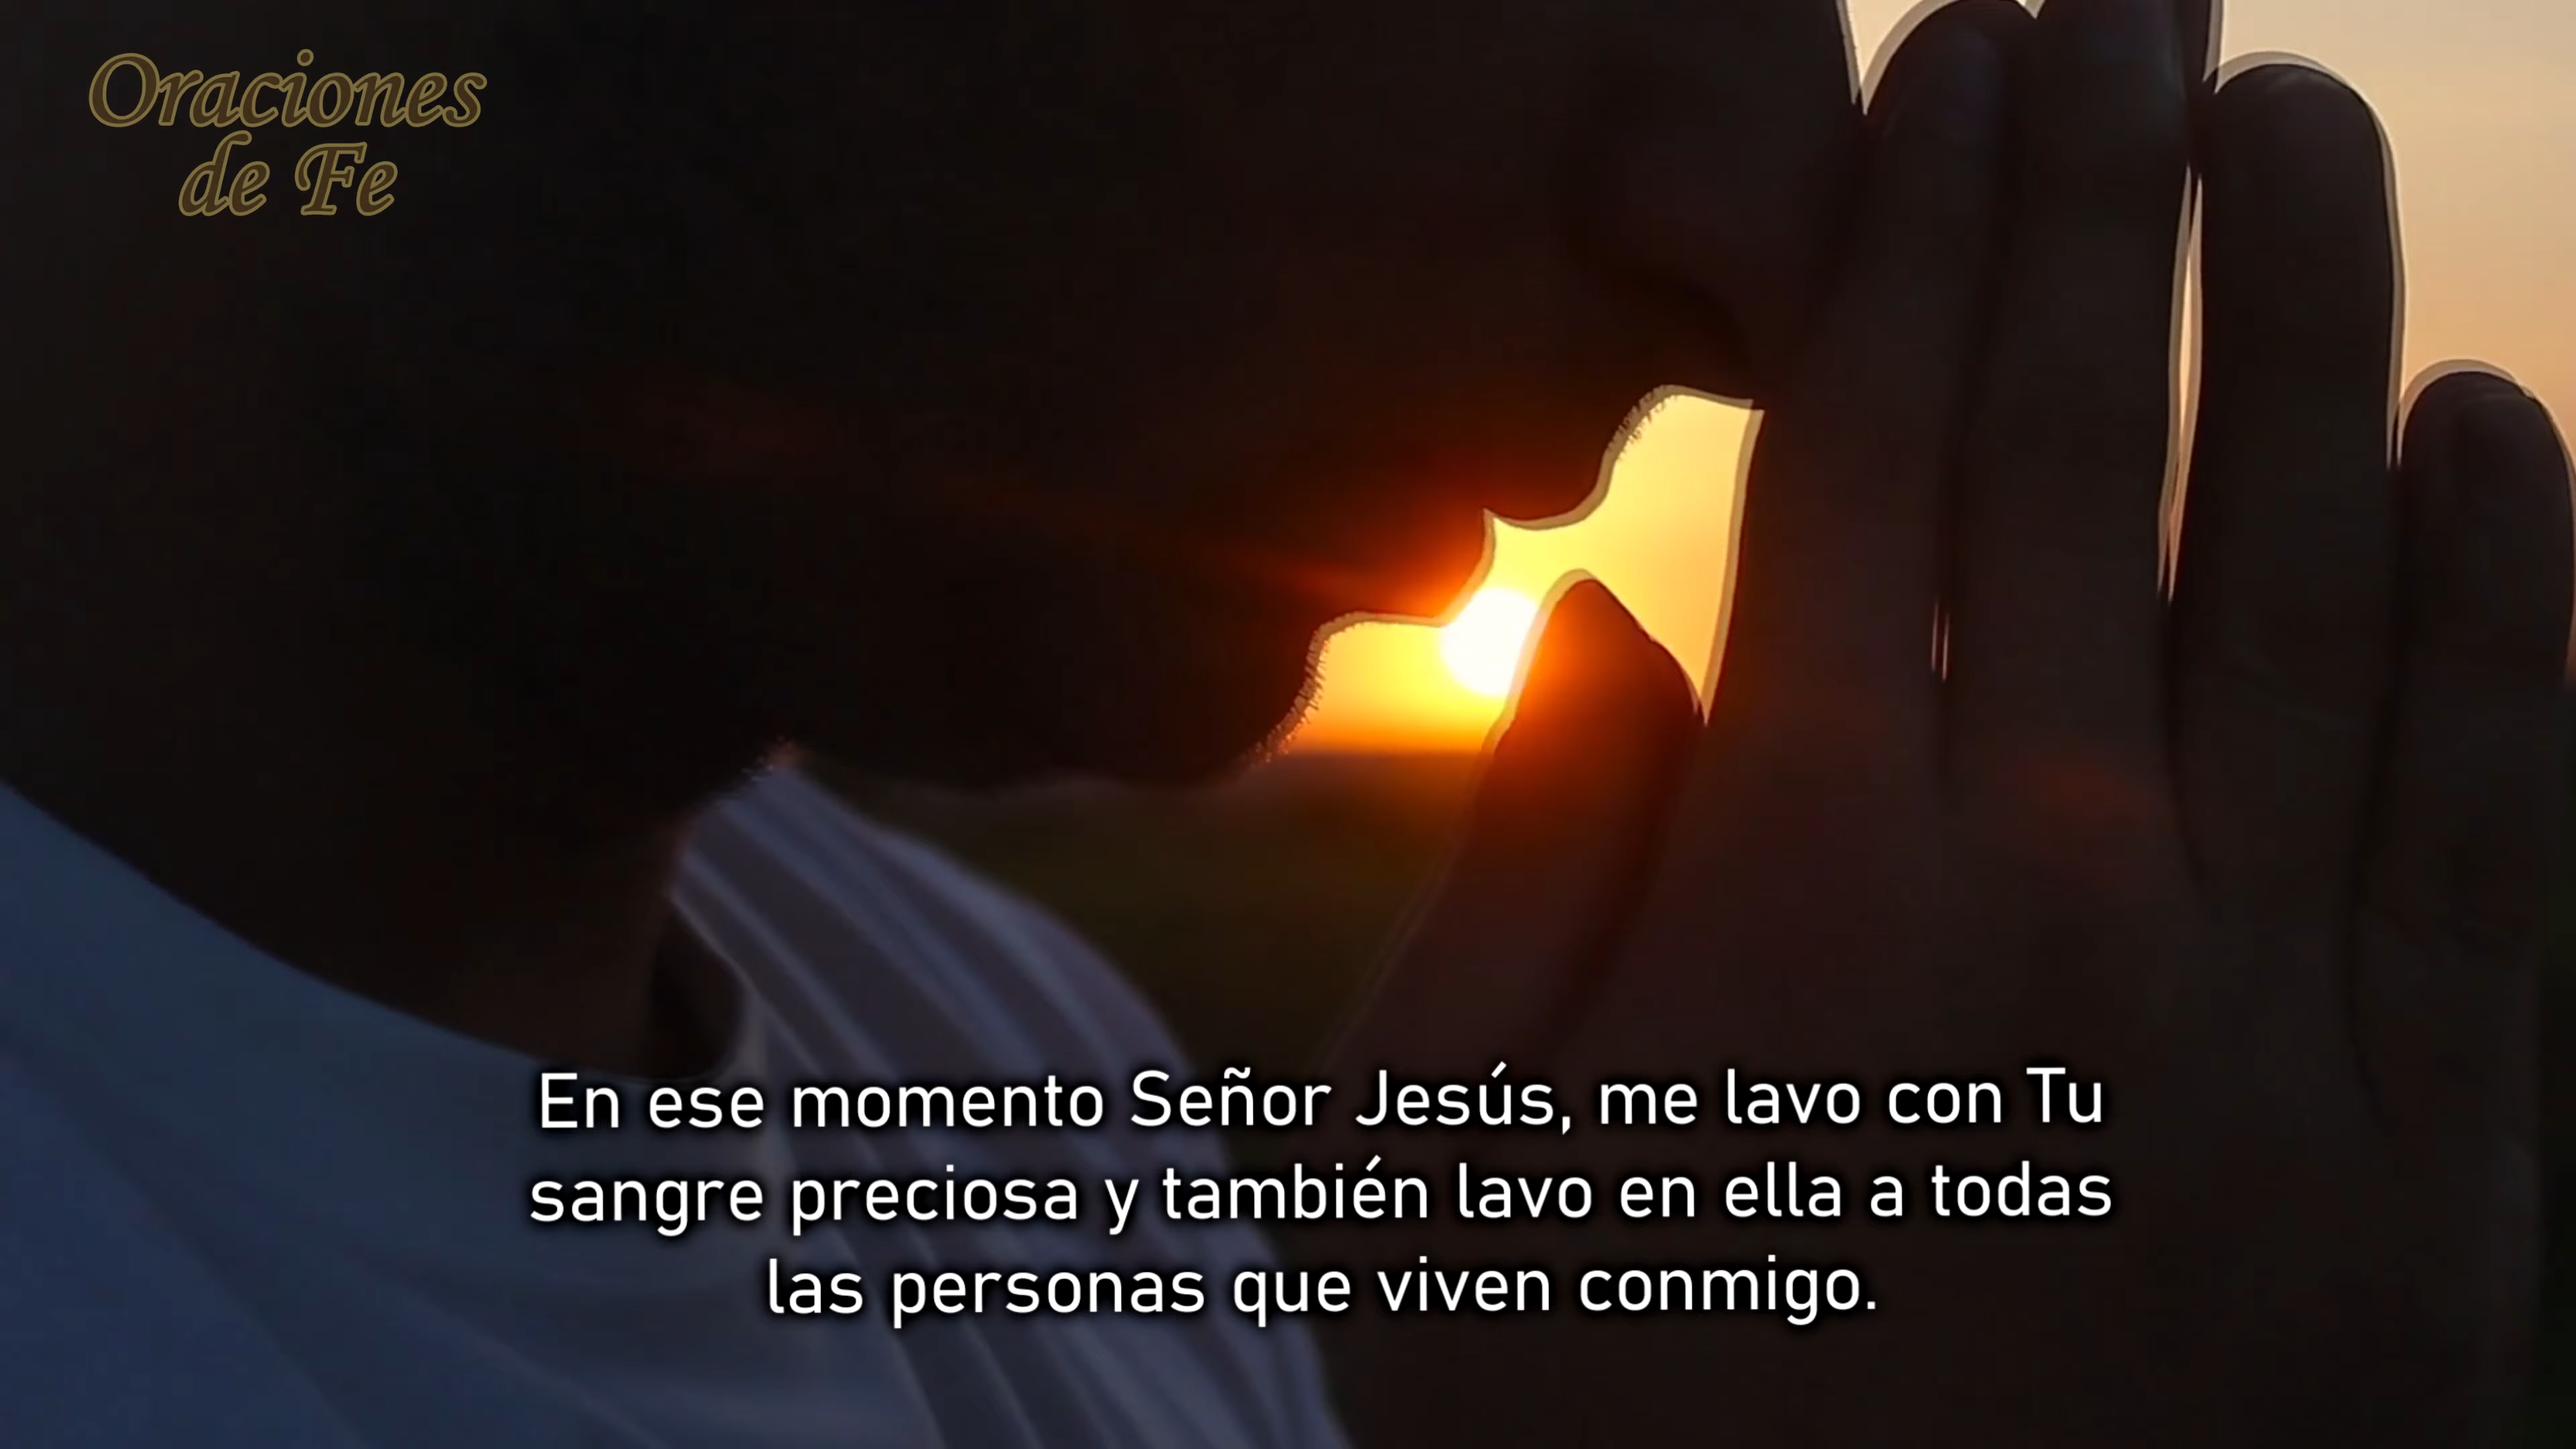 Oraciones
de Fe
En ese momento Señor Jesús, me lavo con Tu
sangre preciosa y también lavo en ella a todas
las personas que viven conmigo.